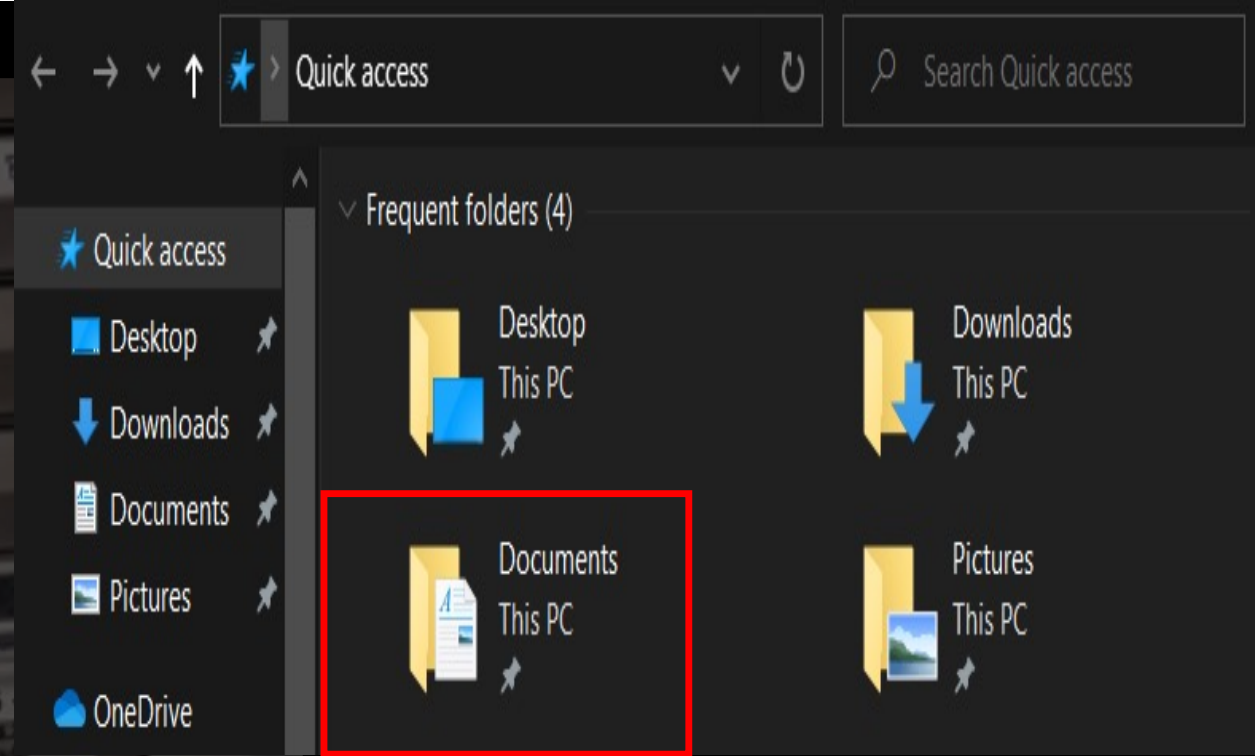 Quick access
Search Quick access
Quick access
Desktop
Downloads
Documents
Pictures
OneDrive
Frequent folders (4)
Desktop
This PC
Downloads
This PC
Documents
This PC
Pictures
This PC